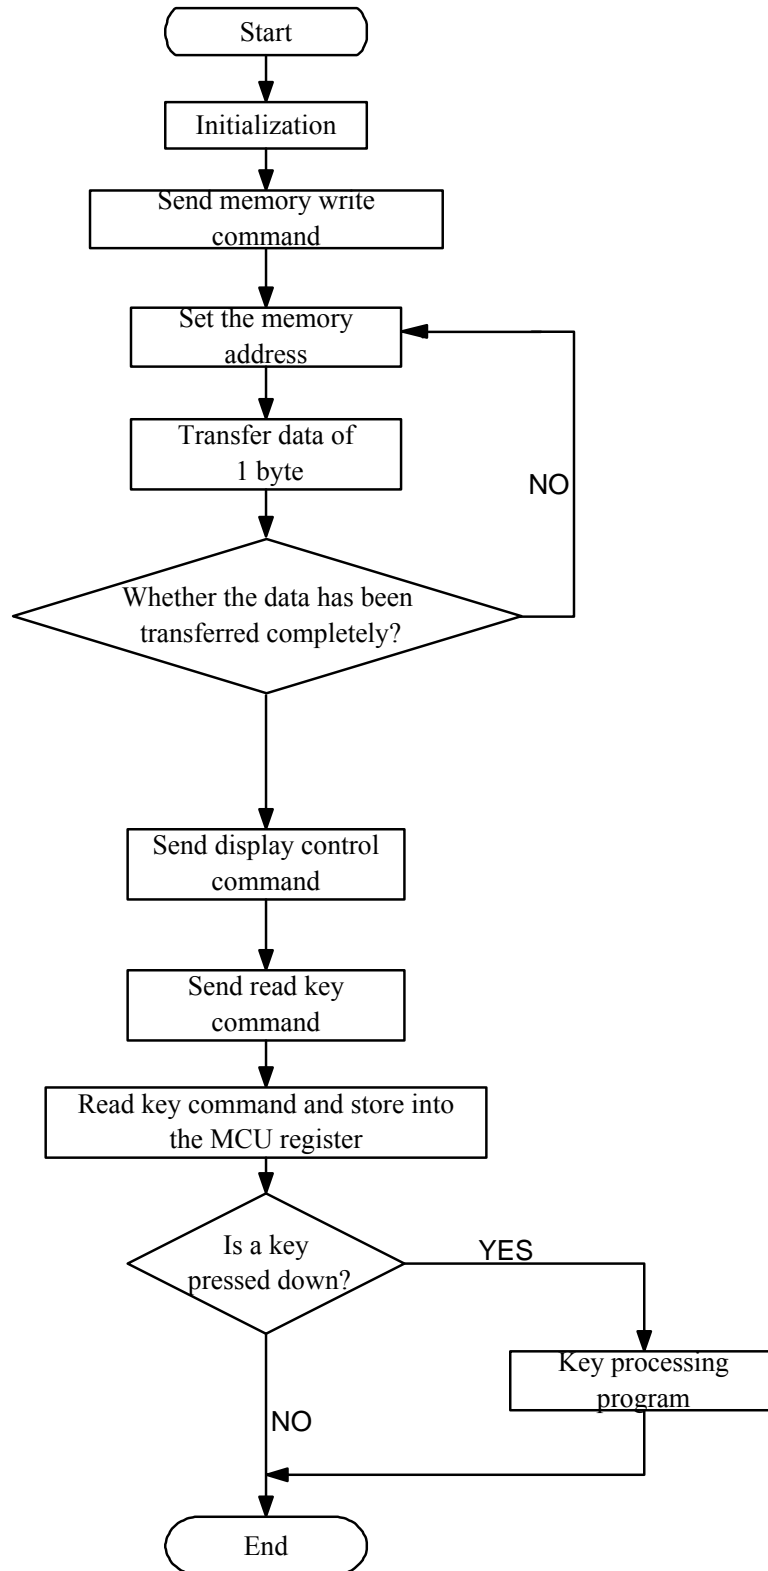 Start
Initialization
Send memory write
command
Set the memory
address
Transfer data of
1 byte
NO
Whether the data has been
transferred completely?
Send display control
command
Send read key
command
Read key command and store into
the MCU register
Is a key
pressed down?
YES
Key processing
program
NO
End